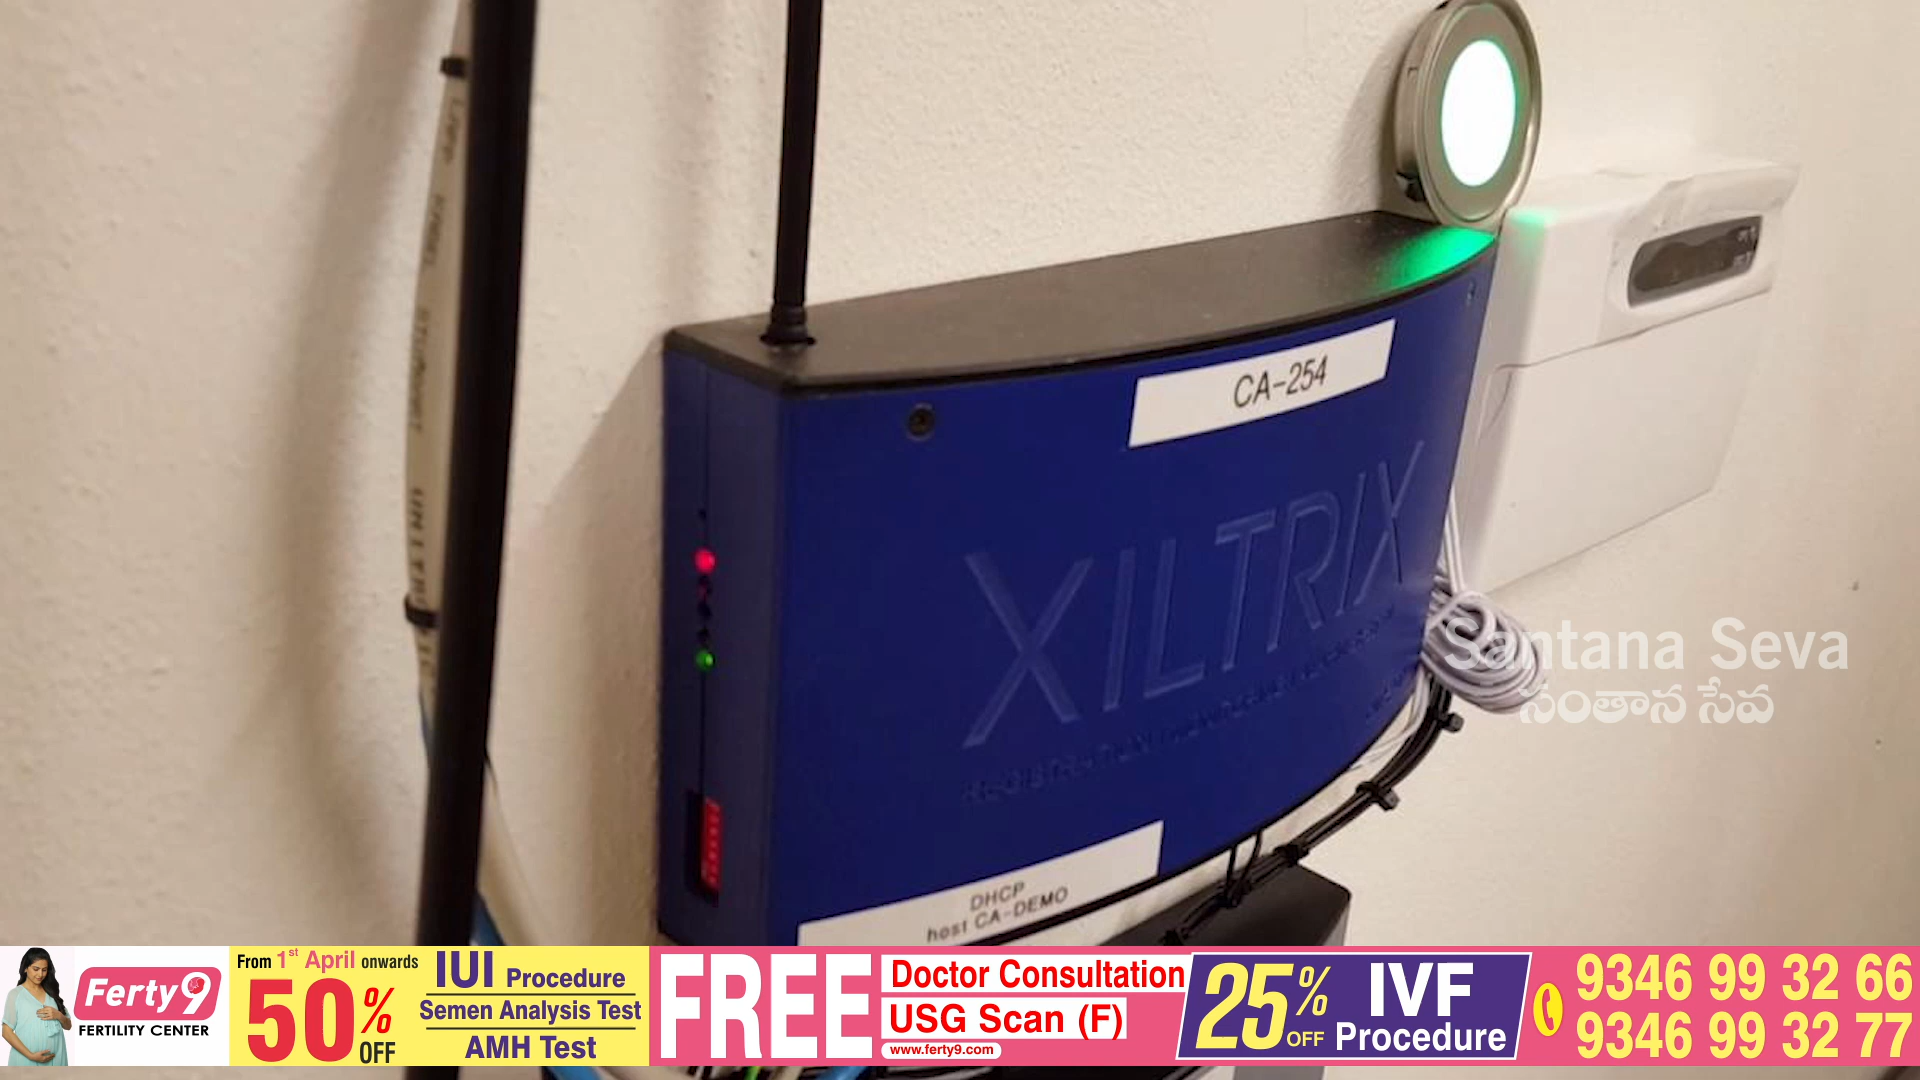 CA-254
XILTRIX
DHCP
host CA-DEMO
Santana Seva
సంతాన సేవ
Ferty9
FERTILITY CENTER
From 1st April onwards
50% OFF
IUI Procedure
Semen Analysis Test
AMH Test
FREE
Doctor Consultation
USG Scan (F)
www.ferty9.com
25% OFF
IVF
Procedure
9346 99 32 66
9346 99 32 77